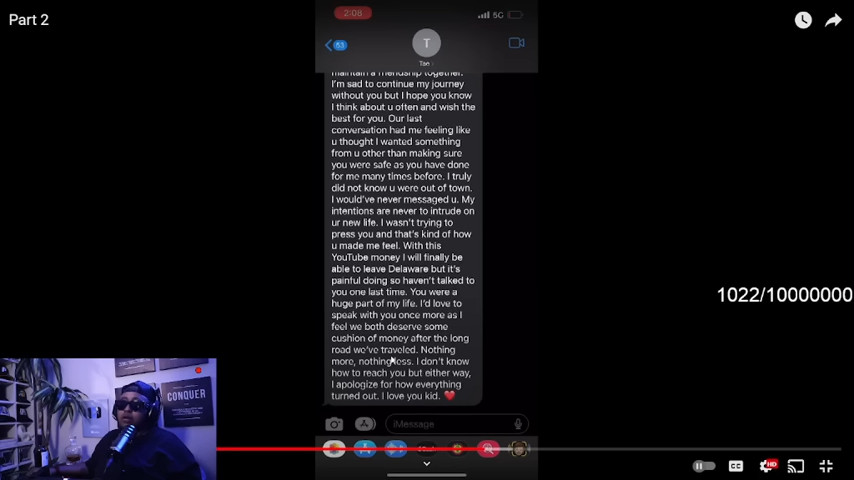 Part 2
2:08
5G
53
T
Tae
maintain a friendship together.
I'm sad to continue my journey
without you but I hope you know
I think about u often and wish the
best for you. Our last
conversation had me feeling like
u thought I wanted something
from u other than making sure
you were safe as you have done
for me many times before. I truly
did not know u were out of town.
I would've never messaged u. My
intentions are never to intrude on
ur new life. I wasn't trying to
press you and that's kind of how
u made me feel. With this
YouTube money I will finally be
able to leave Delaware but it's
painful doing so haven't talked to
you one last time. You were a
huge part of my life. I'd love to
speak with you once more as I
feel we both deserve some
cushion of money after the long
road we've traveled. Nothing
more, nothing less. I don't know
how to reach you but either way,
I apologize for how everything
turned out. I love you kid. ❤️
iMessage
1022/10000000
CONQUER
CC
HD